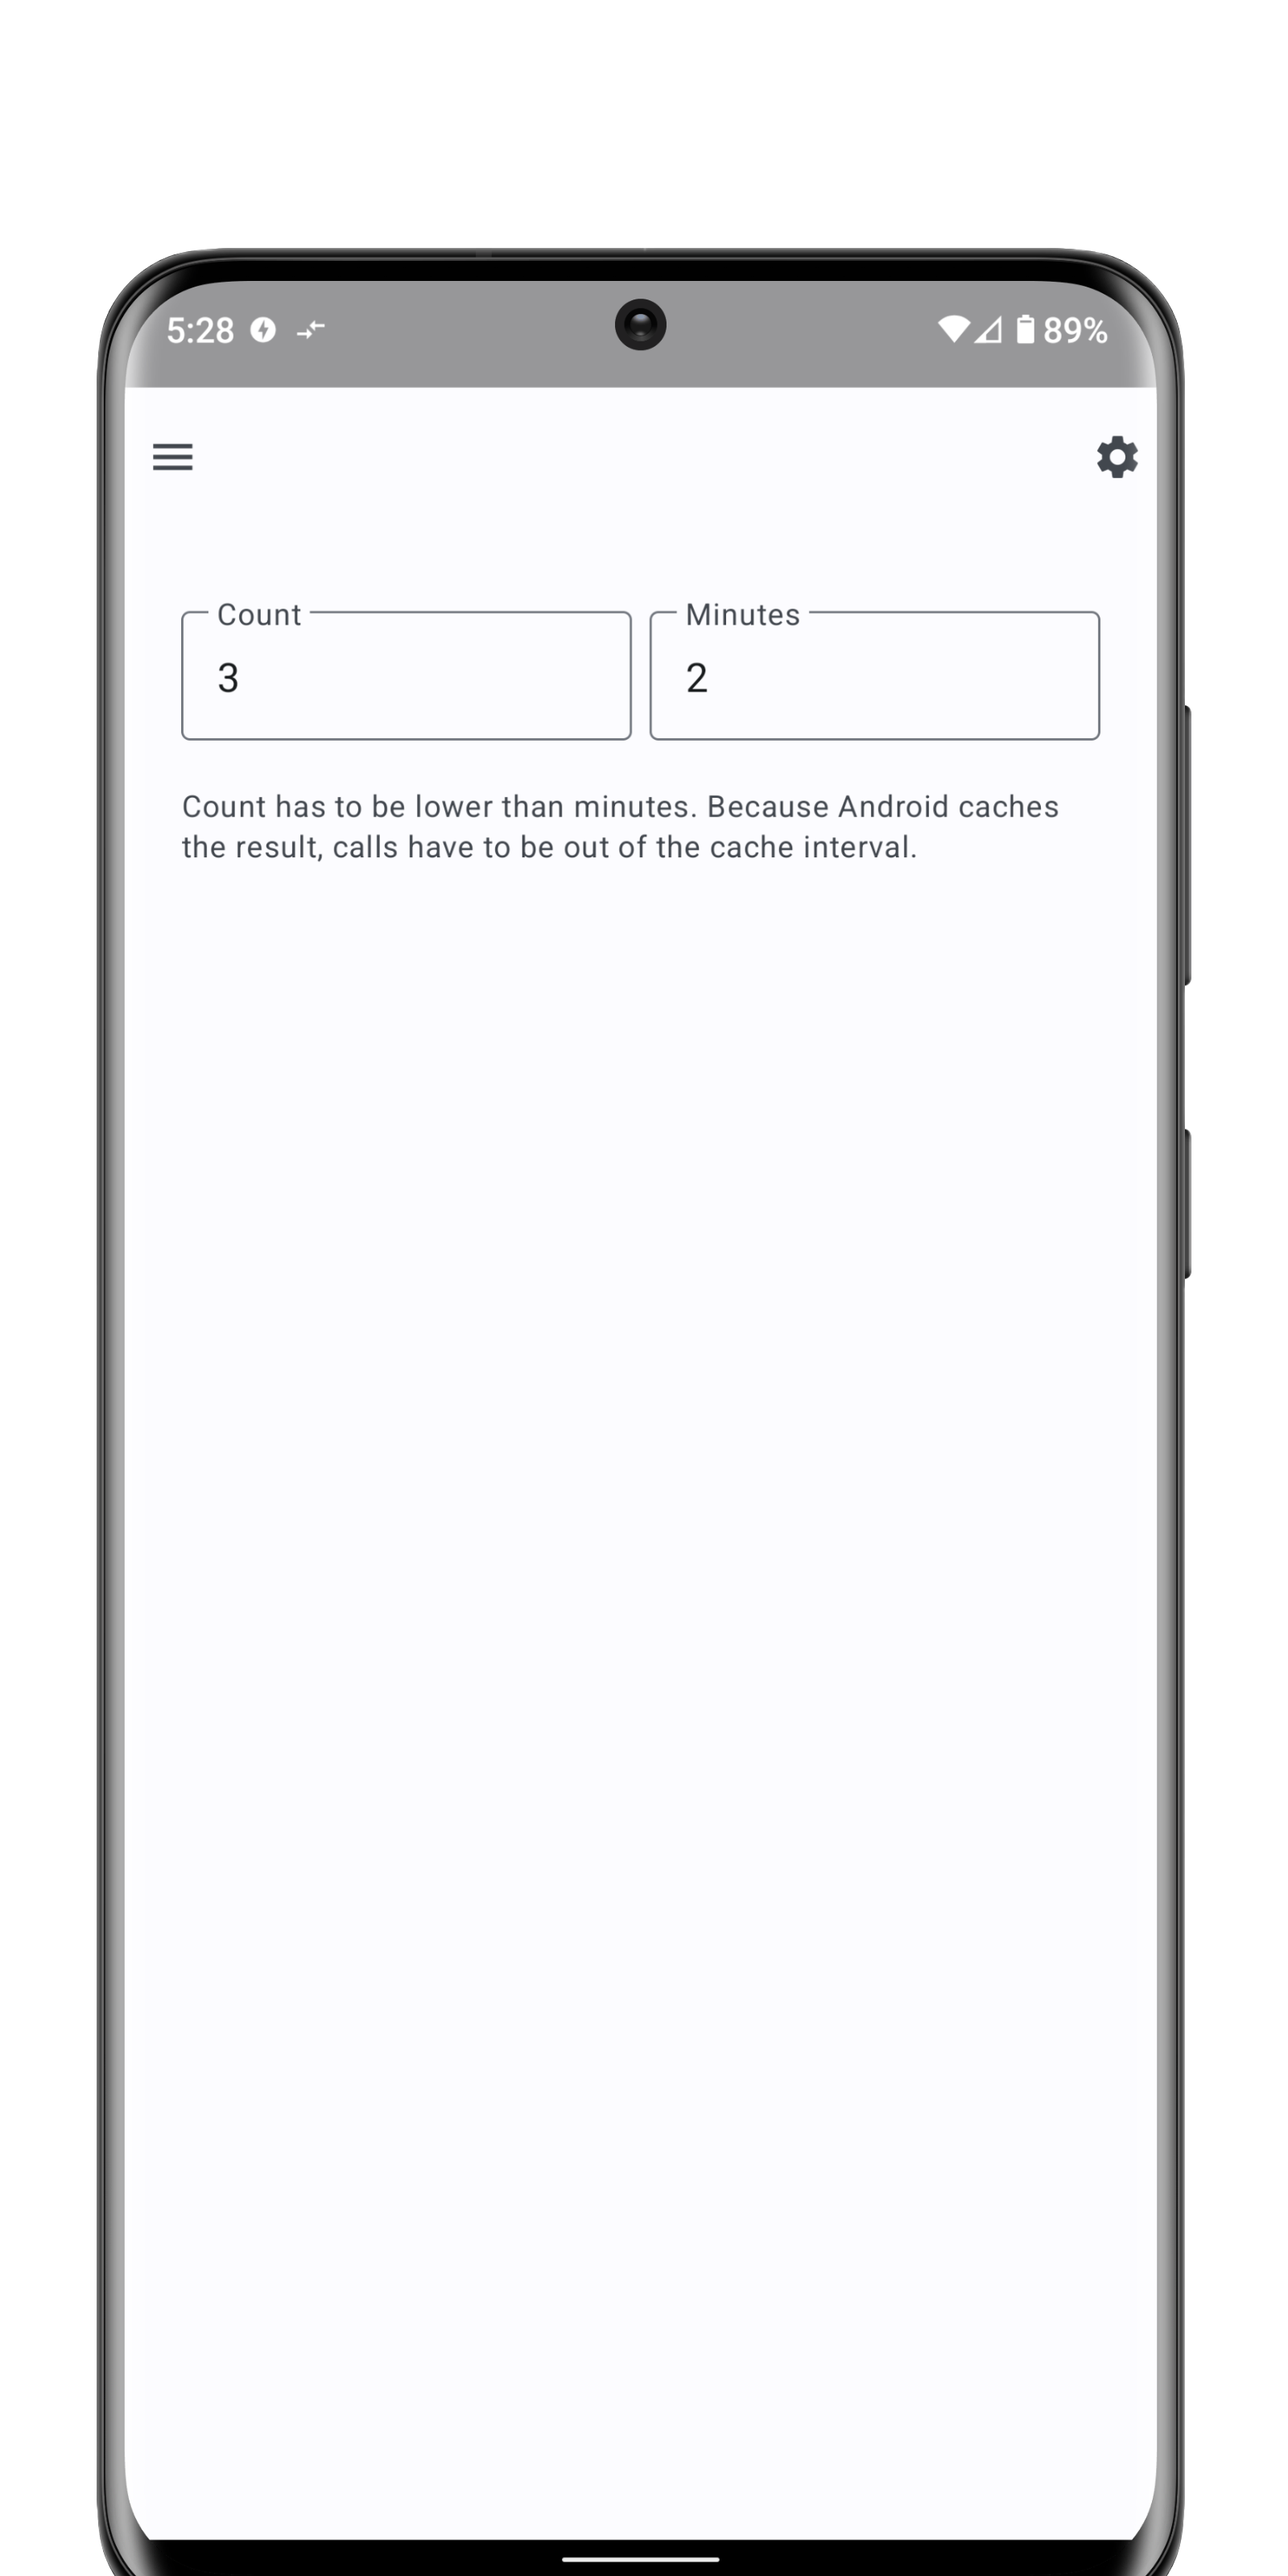 5:28
89%
Count
Minutes
3
2
Count has to be lower than minutes. Because Android caches
the result, calls have to be out of the cache interval.